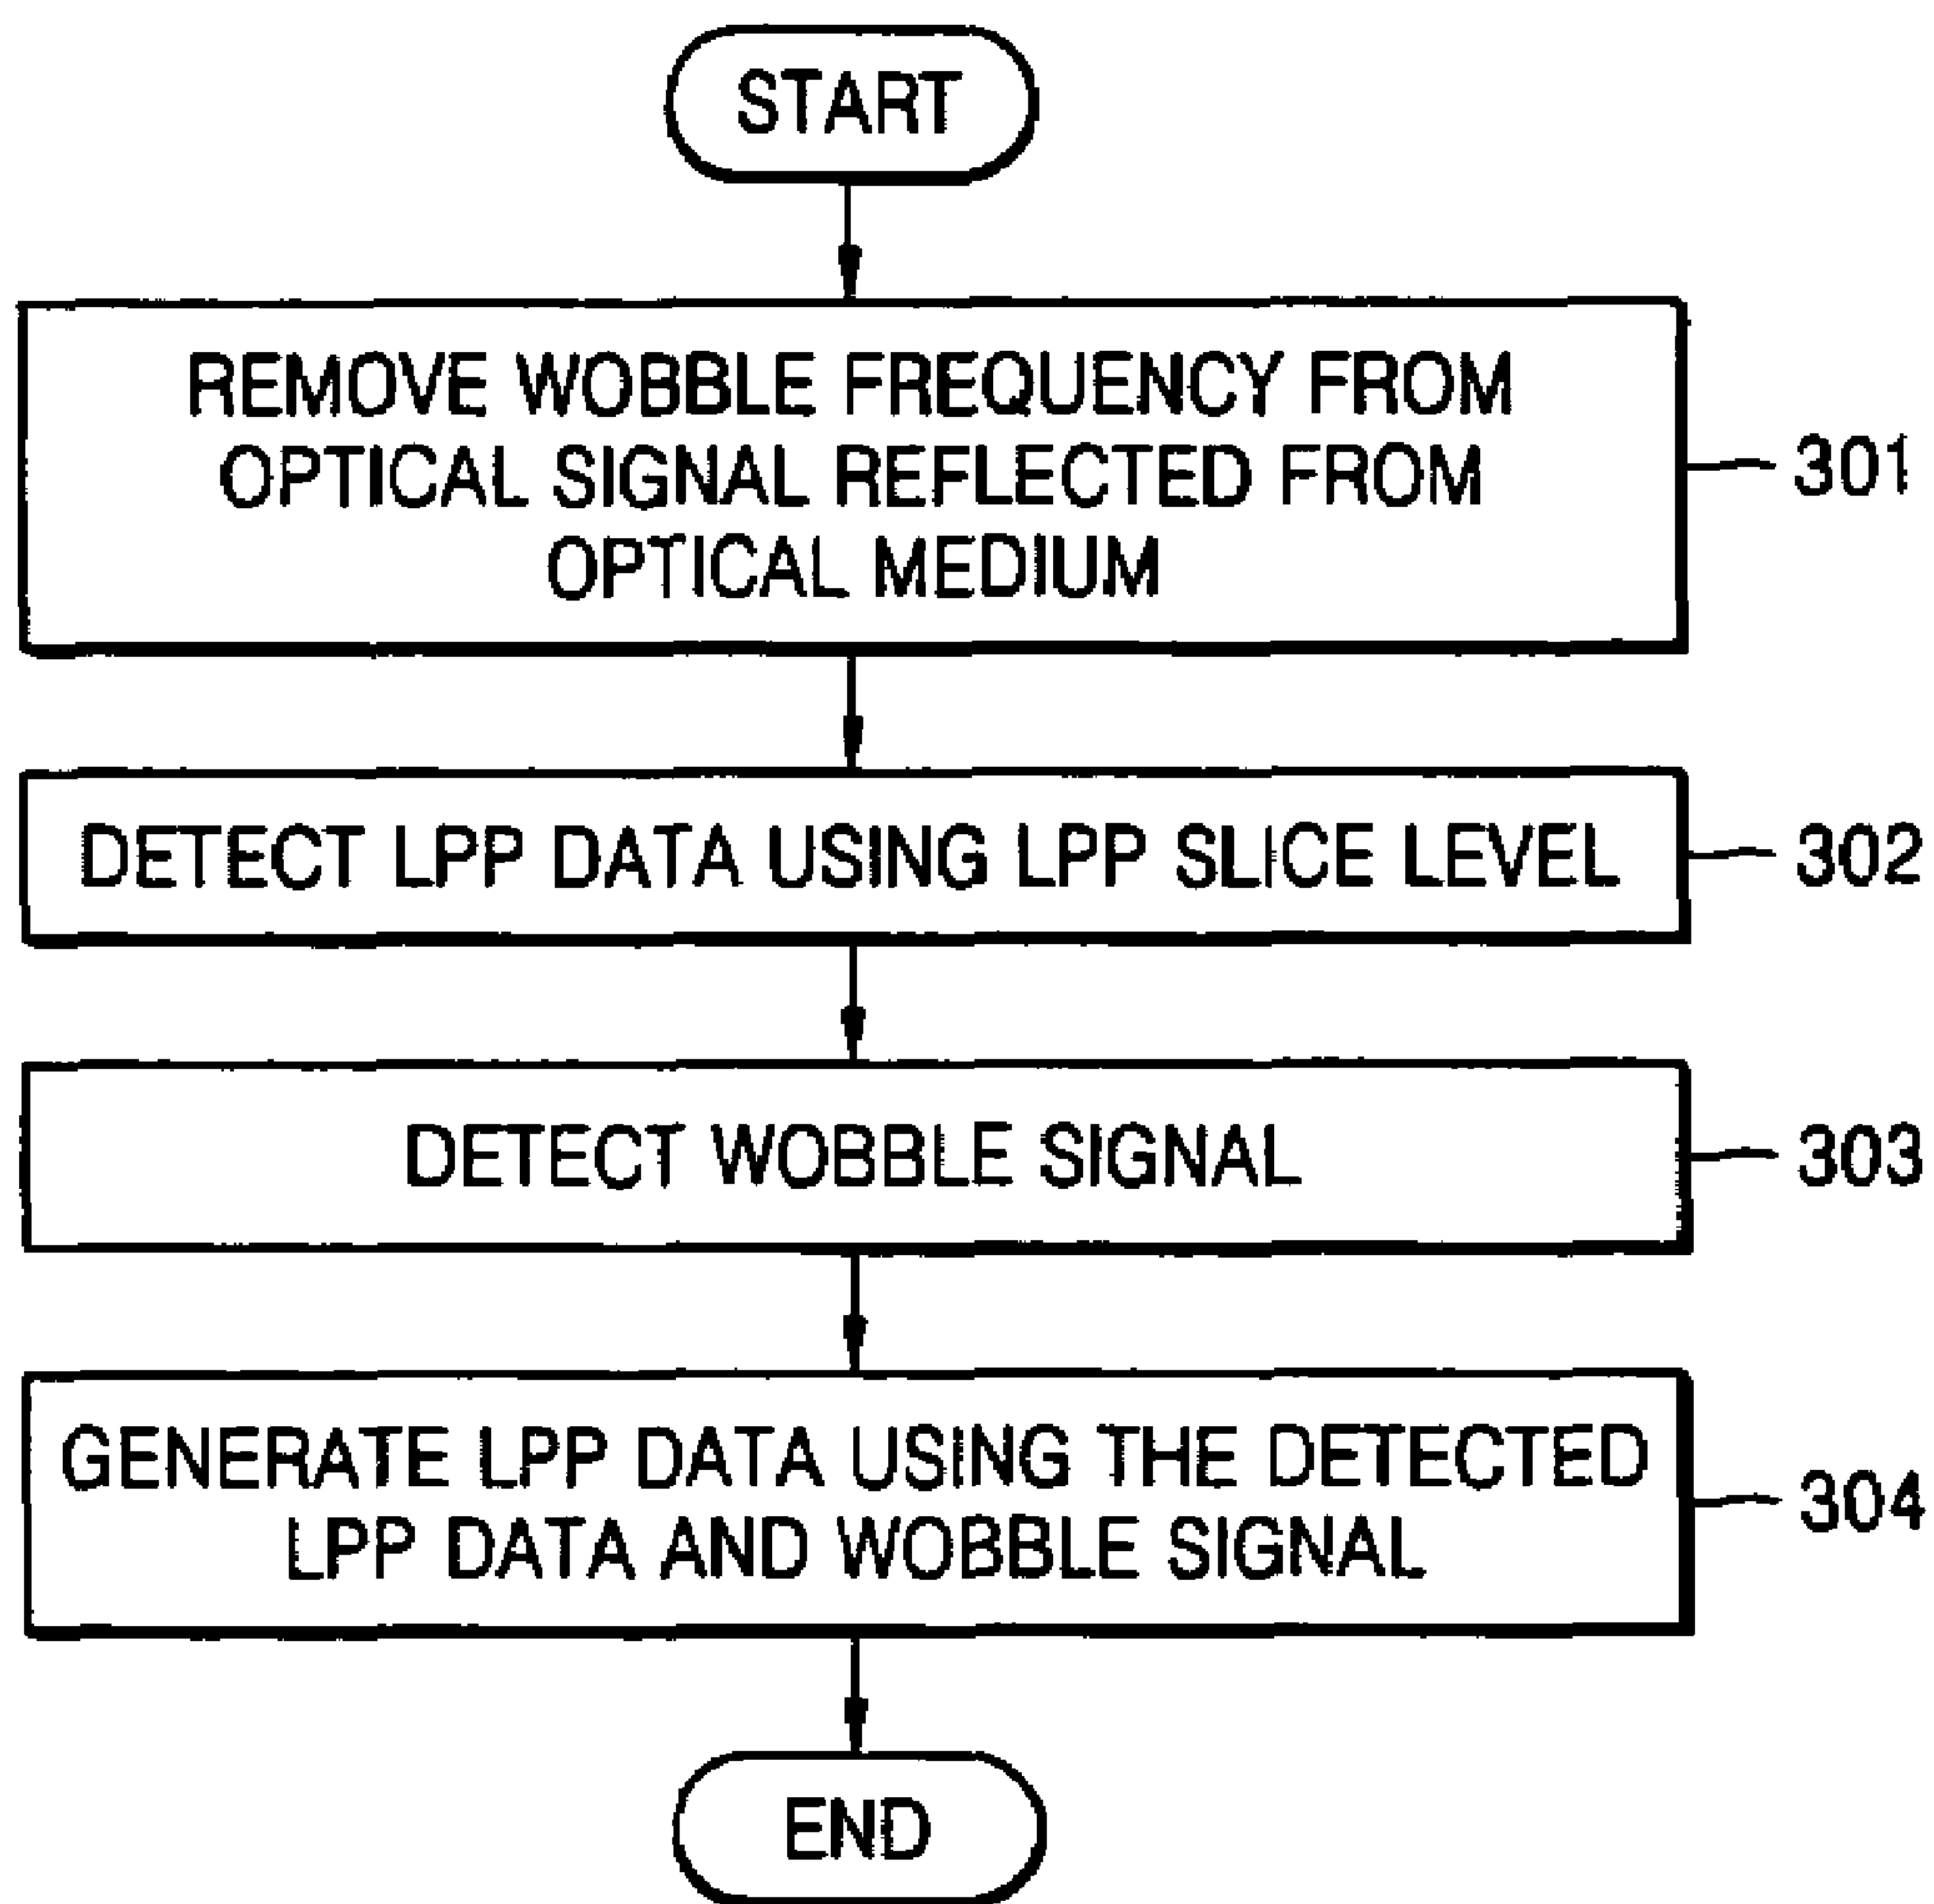 START
REMOVE WOBBLE FREQUENCY FROM
OPTICAL SIGNAL REFLECTED FROM
OPTICAL MEDIUM
301
DETECT LPP DATA USING LPP SLICE LEVEL
302
DETECT WOBBLE SIGNAL
303
GENERATE LPP DATA USING THE DETECTED
LPP DATA AND WOBBLE SIGNAL
304
END